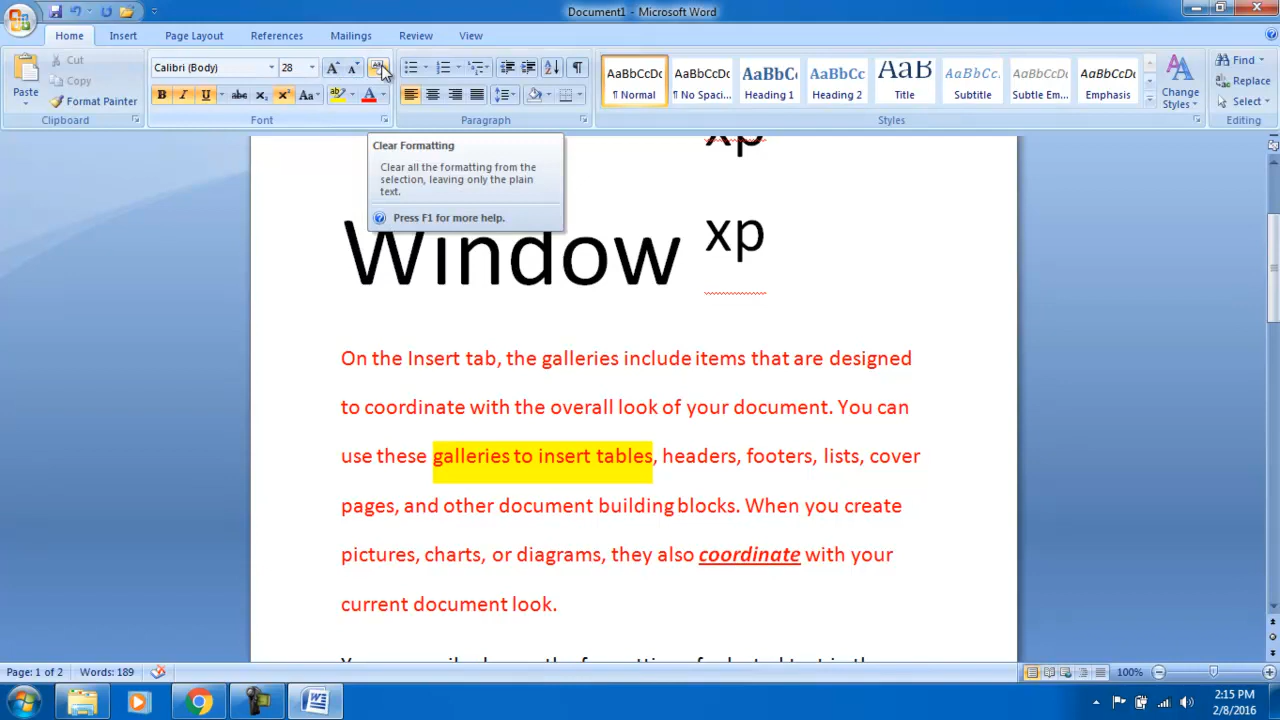 Document1 - Microsoft Word
Home Insert Page Layout References Mailings Review View
Paste
Cut
Copy
Format Painter
Clipboard
Calibri (Body) 28
B I U abc x Aa ab A
Font
Paragraph
AaBbCcDc AaBbCcDc AaBbCc AaBbCc AaB AaBbCc. AaBbCcDc AaBbCcDc
¶ Normal ¶ No Spaci... Heading 1 Heading 2 Title Subtitle Subtle Em... Emphasis
Change
Styles
Styles
Find
Replace
Select
Editing
Clear Formatting
Clear all the formatting from the
selection, leaving only the plain
text.
Press F1 for more help.
xp
Window xp
On the Insert tab, the galleries include items that are designed
to coordinate with the overall look of your document. You can
use these galleries to insert tables, headers, footers, lists, cover
pages, and other document building blocks. When you create
pictures, charts, or diagrams, they also coordinate with your
current document look.
Page: 1 of 2 Words: 189 100%
2:15 PM
2/8/2016